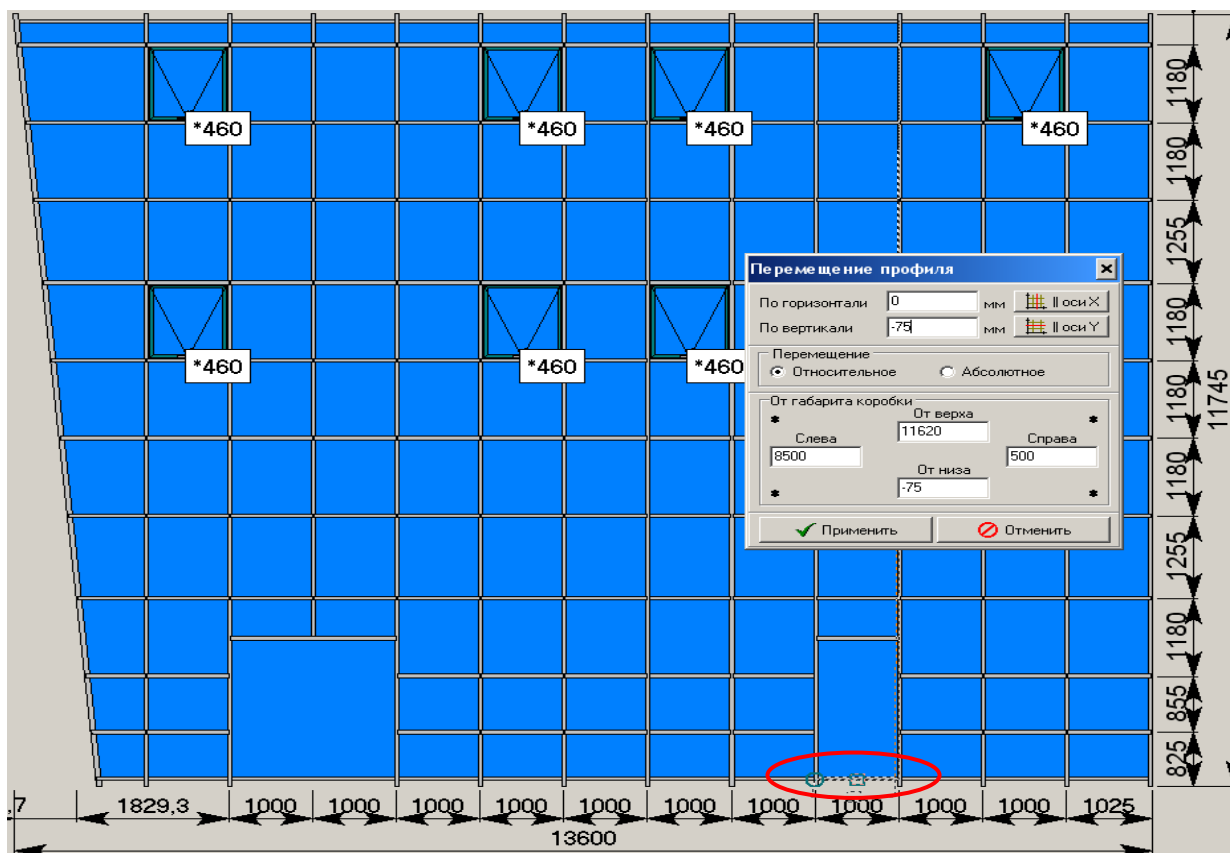 *460 *460 *460 *460
*460 *460 *460
Перемещение профиля
По горизонтали 0 мм || оси X
По вертикали -75 мм || оси Y
Перемещение
Относительное Абсолютное
От габарита коробки
От верха
* 11620 *
Слева Справа
8500 500
От низа
* -75 *
Применить Отменить
1180
1180
1255
1180
1180
1180
1255
1180
855
825
11745
,7 1829,3 1000 1000 1000 1000 1000 1000 1000 1000 1000 1000 1025
13600